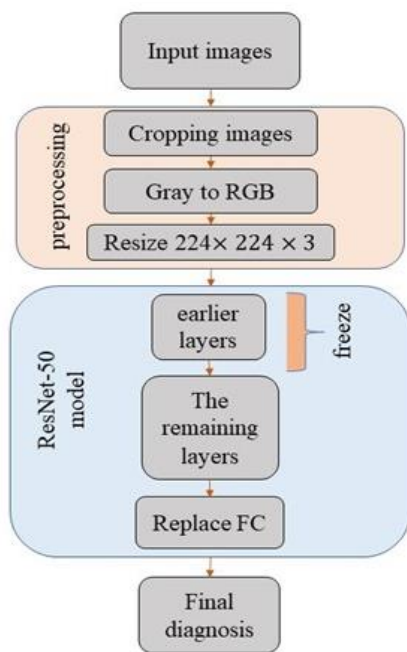 Input images
preprocessing
Cropping images
Gray to RGB
Resize 224× 224 × 3
ResNet-50
model
earlier
layers
freeze
The
remaining
layers
Replace FC
Final
diagnosis